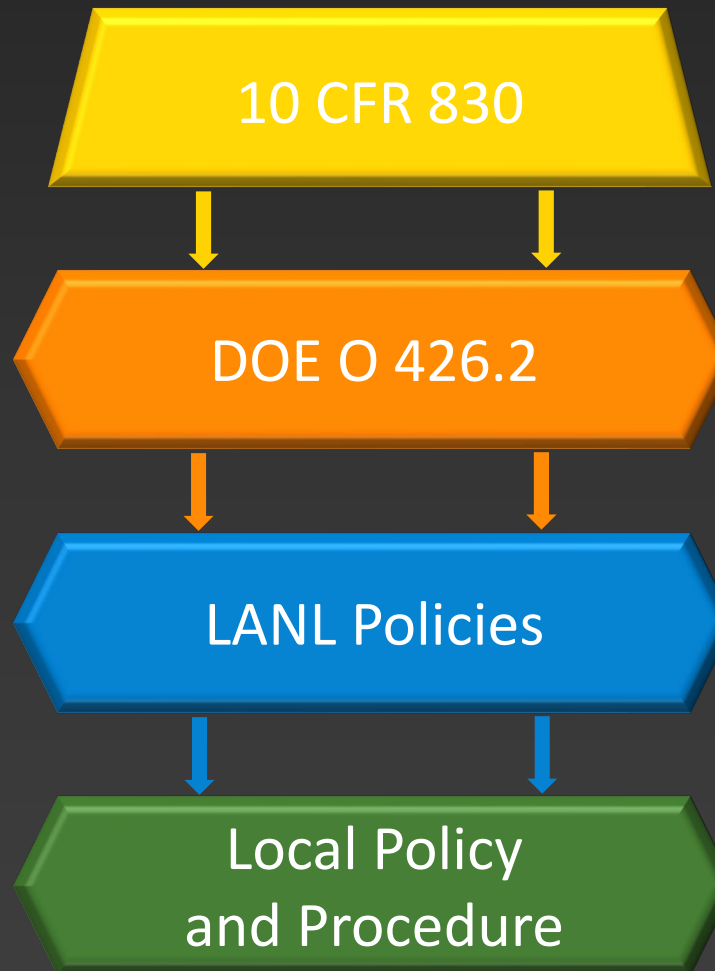 10 CFR 830
DOE O 426.2
LANL Policies
Local Policy
and Procedure